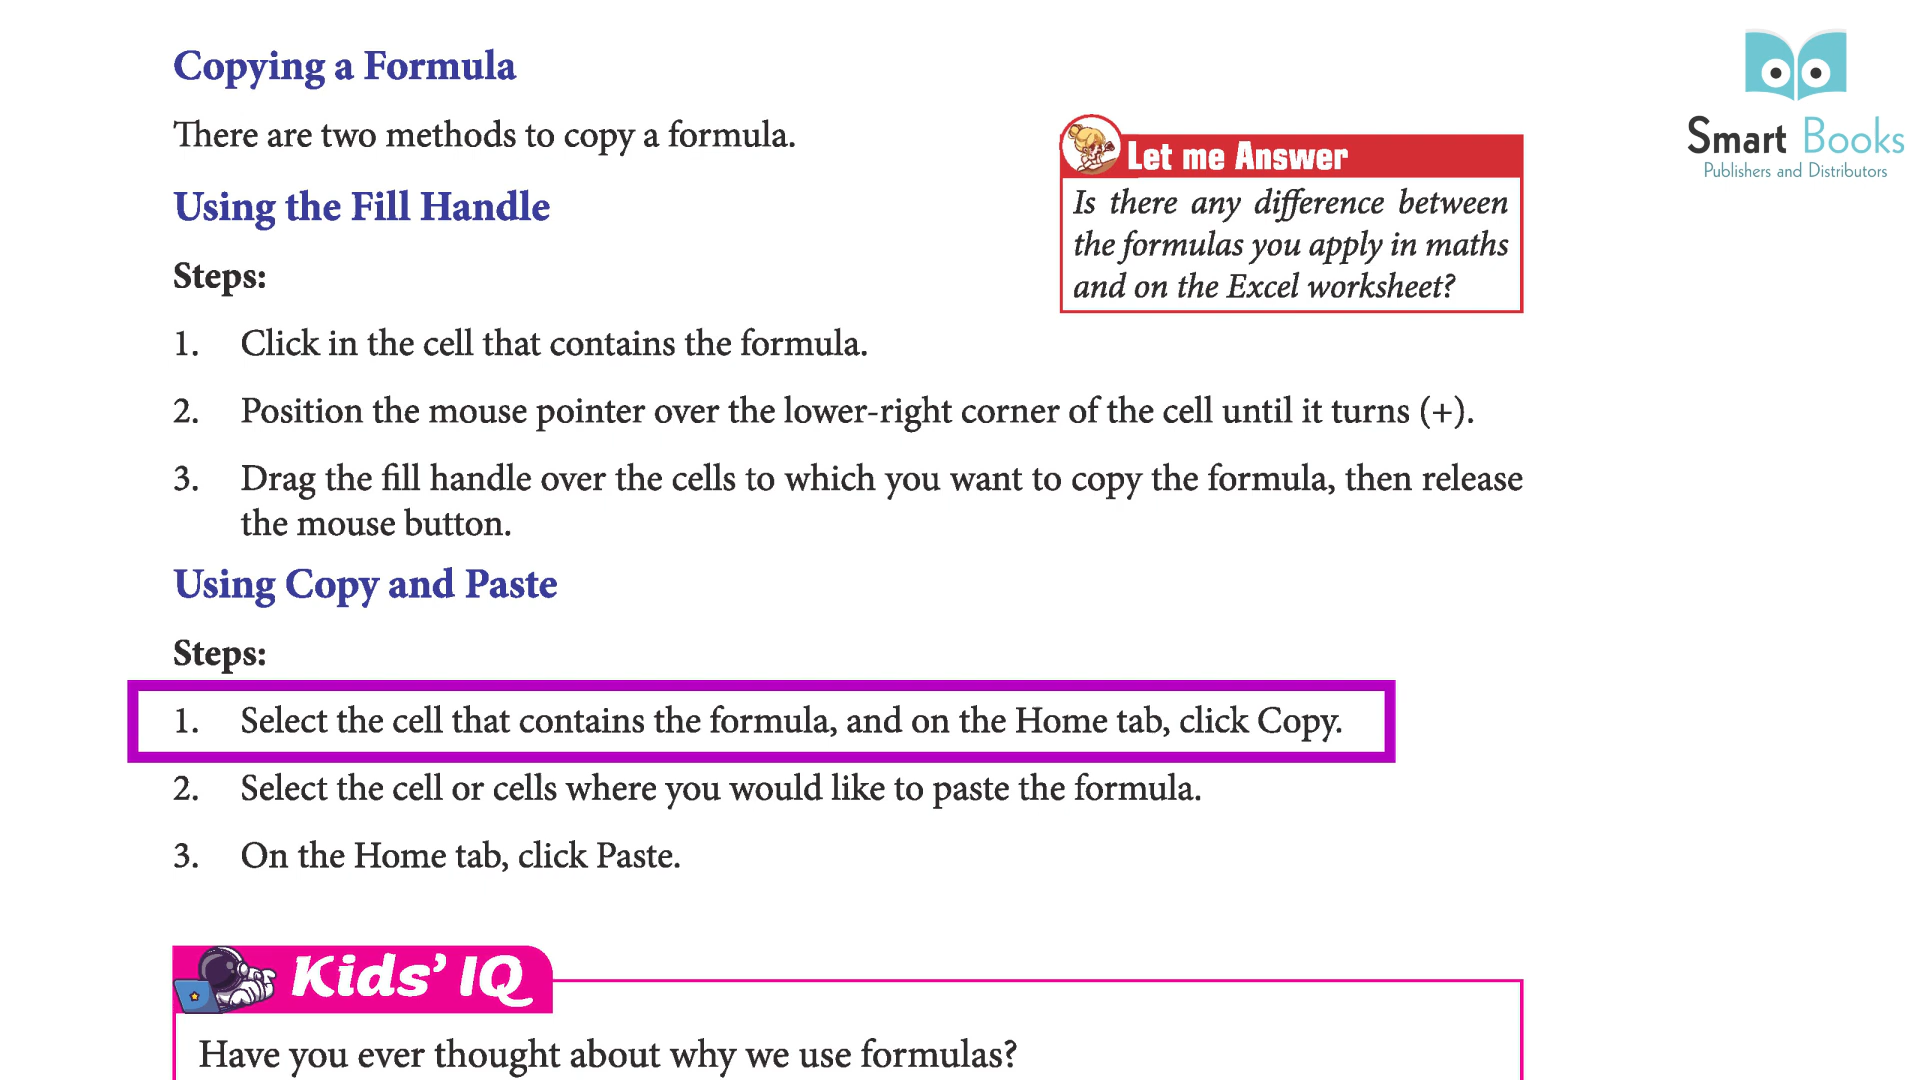 Copying a Formula
There are two methods to copy a formula.
Using the Fill Handle
Steps:
1. Click in the cell that contains the formula.
2. Position the mouse pointer over the lower-right corner of the cell until it turns (+).
3. Drag the fill handle over the cells to which you want to copy the formula, then release
the mouse button.
Let me Answer
Is there any difference between
the formulas you apply in maths
and on the Excel worksheet?
Smart Books
Publishers and Distributors
Using Copy and Paste
Steps:
1. Select the cell that contains the formula, and on the Home tab, click Copy.
2. Select the cell or cells where you would like to paste the formula.
3. On the Home tab, click Paste.
Kids’ IQ
Have you ever thought about why we use formulas?